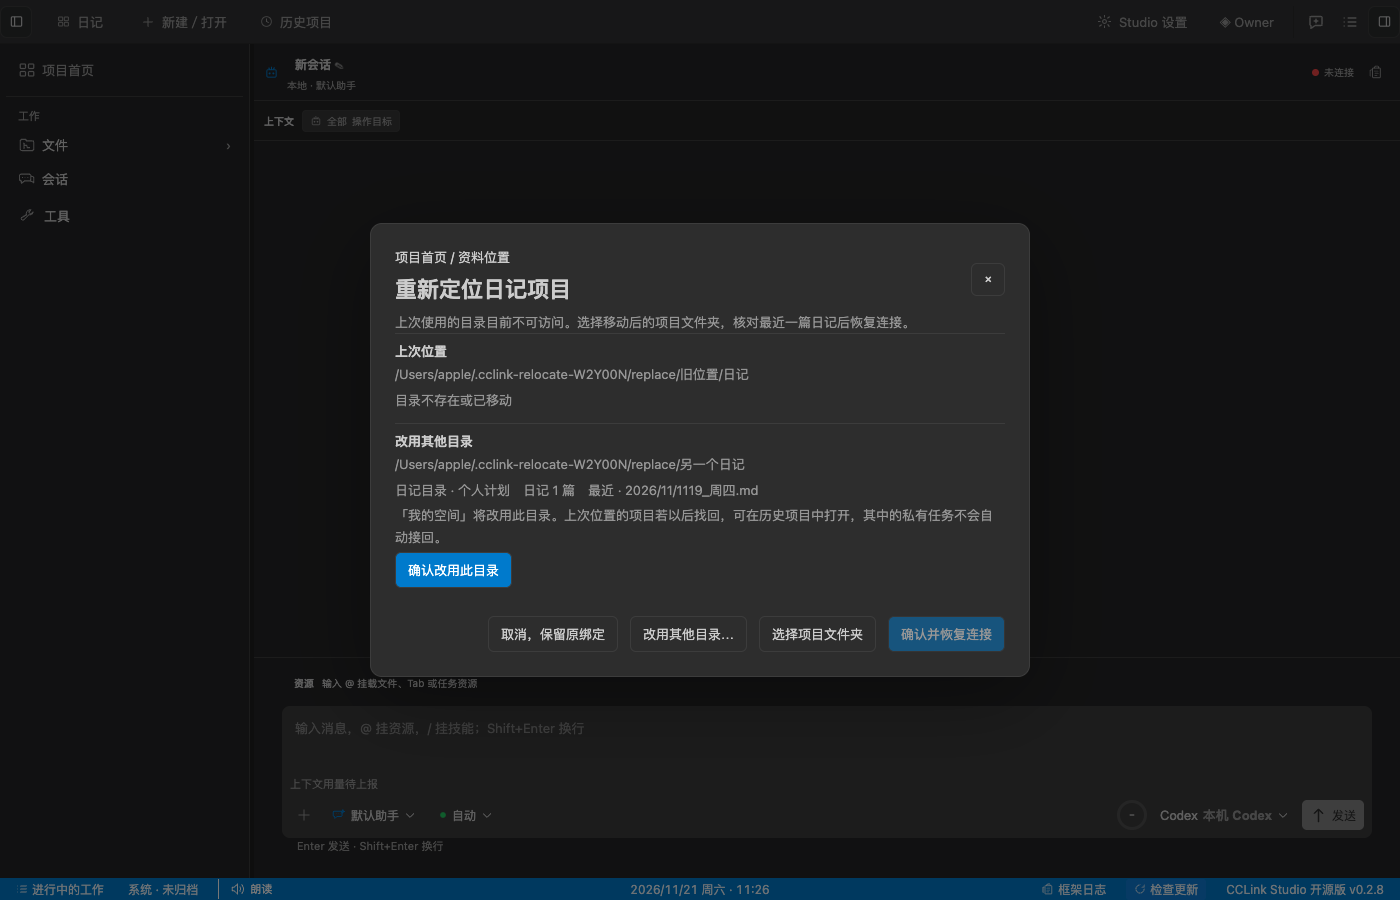 日记
新建 / 打开
历史项目
Studio 设置
Owner
项目首页
工作
文件
会话
工具
新会话
本地 · 默认助手
未连接
上下文
全部 操作目标
项目首页 / 资料位置
重新定位日记项目
×
上次使用的目录目前不可访问。选择移动后的项目文件夹，核对最近一篇日记后恢复连接。
上次位置
/Users/apple/.cclink-relocate-W2Y00N/replace/旧位置/日记
目录不存在或已移动
改用其他目录
/Users/apple/.cclink-relocate-W2Y00N/replace/另一个日记
日记目录 · 个人计划 日记 1 篇 最近 · 2026/11/1119_周四.md
「我的空间」将改用此目录。上次位置的项目若以后找回，可在历史项目中打开，其中的私有任务不会自
动接回。
确认改用此目录
取消，保留原绑定
改用其他目录...
选择项目文件夹
确认并恢复连接
资源 输入 @ 挂载文件、Tab 或任务资源
输入消息，@ 挂资源，/ 挂技能；Shift+Enter 换行
上下文用量待上报
默认助手
自动
-
Codex 本机 Codex
发送
Enter 发送 · Shift+Enter 换行
进行中的工作
系统 · 未归档
朗读
2026/11/21 周六 · 11:26
框架日志
检查更新
CCLink Studio 开源版 v0.2.8